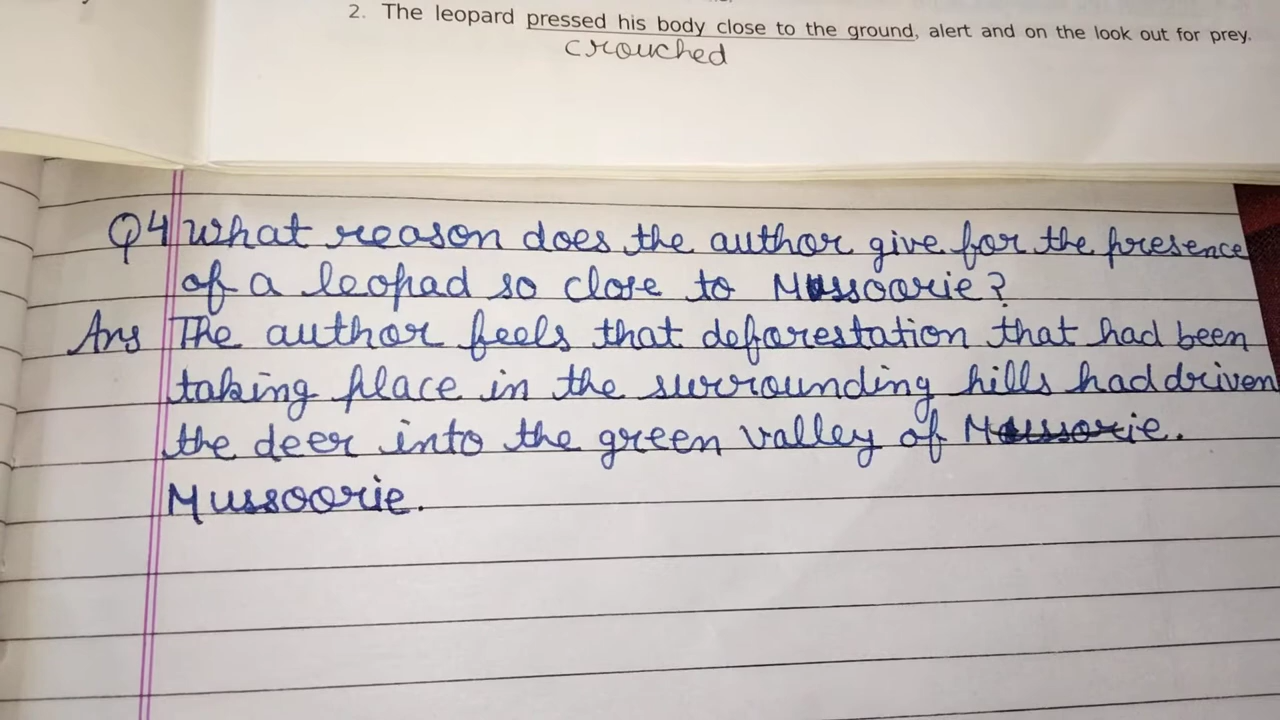 2. The leopard pressed his body close to the ground, alert and on the look out for prey.
crouched
Q4 What reason does the author give for the presence
of a leopad so close to Mussoorie?
Ans The author feels that deforestation that had been
taking place in the surrounding hills had driven
the deer into the green valley of Moussorie.
Mussoorie.